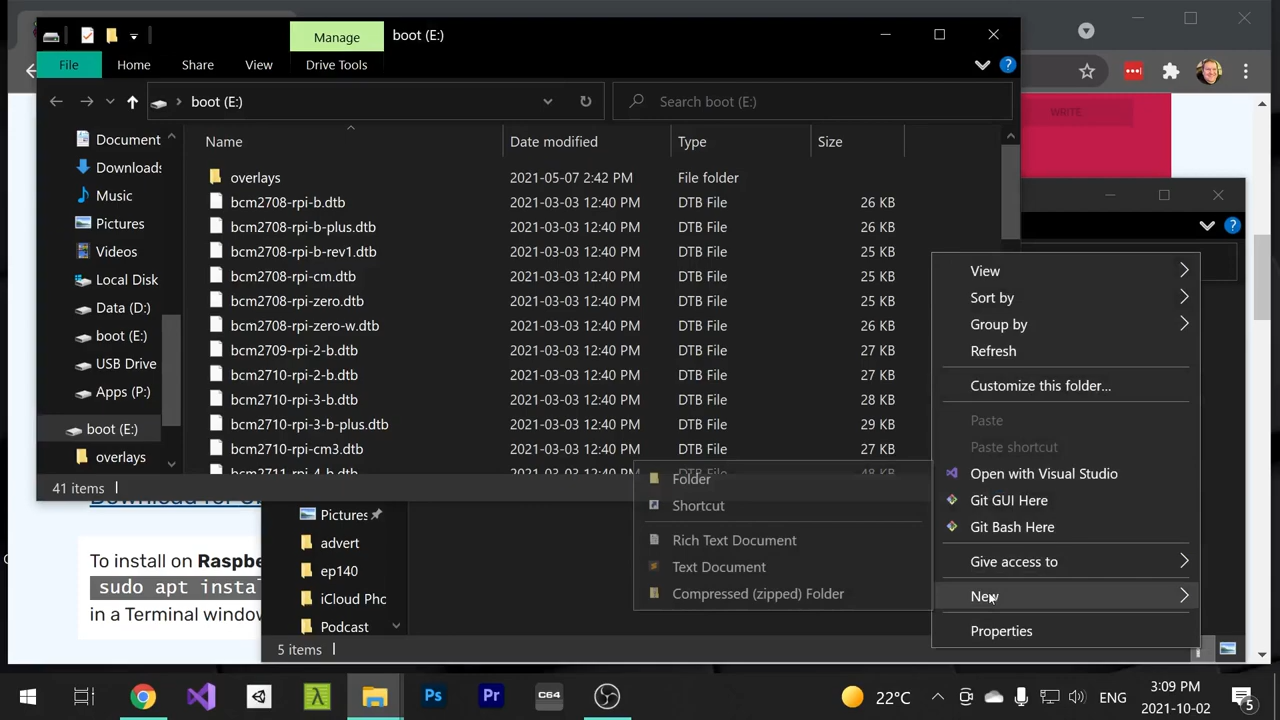 Manage
boot (E:)
File
Home
Share
View
Drive Tools
boot (E:)
Search boot (E:)
WRITE
Name
Date modified
Type
Size
Document
Downloads
Music
Pictures
Videos
Local Disk
Data (D:)
boot (E:)
USB Drive
Apps (P:)
boot (E:)
overlays
overlays 2021-05-07 2:42 PM File folder
bcm2708-rpi-b.dtb 2021-03-03 12:40 PM DTB File 26 KB
bcm2708-rpi-b-plus.dtb 2021-03-03 12:40 PM DTB File 26 KB
bcm2708-rpi-b-rev1.dtb 2021-03-03 12:40 PM DTB File 25 KB
bcm2708-rpi-cm.dtb 2021-03-03 12:40 PM DTB File 25 KB
bcm2708-rpi-zero.dtb 2021-03-03 12:40 PM DTB File 25 KB
bcm2708-rpi-zero-w.dtb 2021-03-03 12:40 PM DTB File 26 KB
bcm2709-rpi-2-b.dtb 2021-03-03 12:40 PM DTB File 27 KB
bcm2710-rpi-2-b.dtb 2021-03-03 12:40 PM DTB File 27 KB
bcm2710-rpi-3-b.dtb 2021-03-03 12:40 PM DTB File 28 KB
bcm2710-rpi-3-b-plus.dtb 2021-03-03 12:40 PM DTB File 29 KB
bcm2710-rpi-cm3.dtb 2021-03-03 12:40 PM DTB File 27 KB
bcm2711-rpi-4-b.dtb 2021-03-03 12:40 PM DTB File 48 KB
41 items
View
Sort by
Group by
Refresh
Customize this folder...
Paste
Paste shortcut
Open with Visual Studio
Git GUI Here
Git Bash Here
Give access to
New
Properties
Folder
Shortcut
Rich Text Document
Text Document
Compressed (zipped) Folder
Download for
To install on Raspbe
sudo apt insta
in a Terminal window
Pictures
advert
ep140
iCloud Pho
Podcast
5 items
Ps
Pr
C64
22°C
ENG
3:09 PM
2021-10-02
5